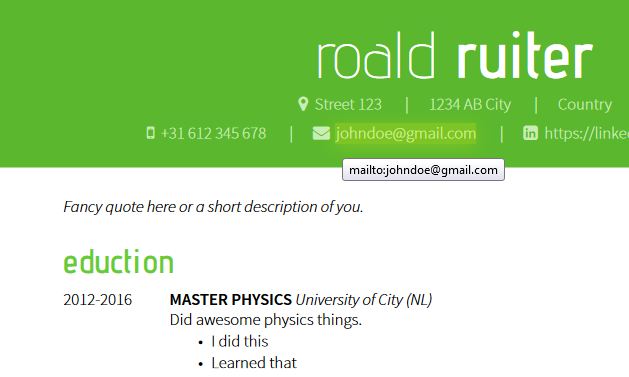 roald ruiter
Street 123 | 1234 AB City | Country
+31 612 345 678 | johndoe@gmail.com | https://linke
mailto:johndoe@gmail.com
Fancy quote here or a short description of you.
eduction
2012-2016 MASTER PHYSICS University of City (NL)
Did awesome physics things.
• I did this
• Learned that